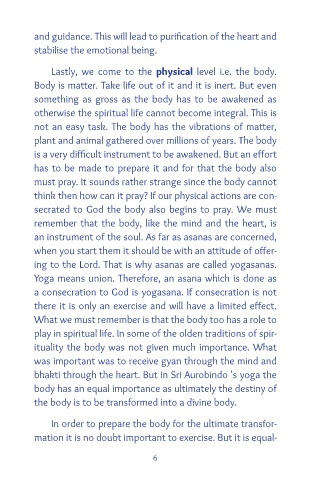 and guidance. This will lead to purification of the heart and
stabilise the emotional being.
Lastly, we come to the physical level i.e. the body.
Body is matter. Take life out of it and it is inert. But even
something as gross as the body has to be awakened as
otherwise the spiritual life cannot become integral. This is
not an easy task. The body has the vibrations of matter,
plant and animal gathered over millions of years. The body
is a very difficult instrument to be awakened. But an effort
has to be made to prepare it and for that the body also
must pray. It sounds rather strange since the body cannot
think then how can it pray? If our physical actions are con-
secrated to God the body also begins to pray. We must
remember that the body, like the mind and the heart, is
an instrument of the soul. As far as asanas are concerned,
when you start them it should be with an attitude of offer-
ing to the Lord. That is why asanas are called yogasanas.
Yoga means union. Therefore, an asana which is done as
a consecration to God is yogasana. If consecration is not
there it is only an exercise and will have a limited effect.
What we must remember is that the body too has a role to
play in spiritual life. In some of the olden traditions of spir-
ituality the body was not given much importance. What
was important was to receive gyan through the mind and
bhakti through the heart. But in Sri Aurobindo 's yoga the
body has an equal importance as ultimately the destiny of
the body is to be transformed into a divine body.
In order to prepare the body for the ultimate transfor-
mation it is no doubt important to exercise. But it is equal-
6